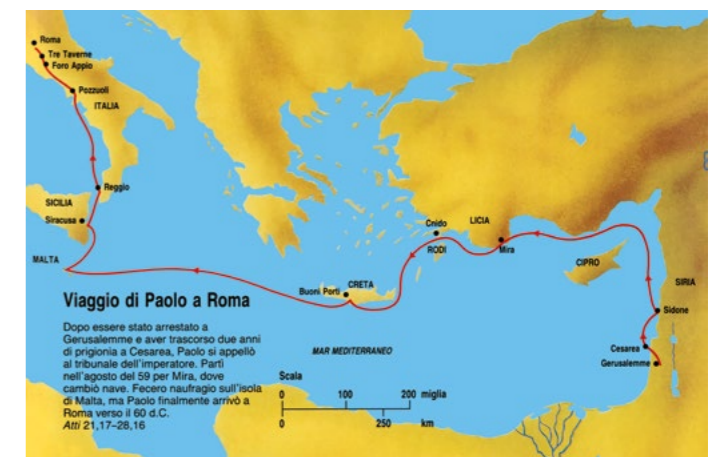 Roma
Tre Taverne
Foro Appio
Pozzuoli
ITALIA
Reggio
SICILIA
Siracusa
MALTA
Cnido
LICIA
RODI
Mira
CIPRO
SIRIA
Sidone
Buoni Porti
CRETA
Cesarea
Gerusalemme
MAR MEDITERRANEO
Viaggio di Paolo a Roma
Dopo essere stato arrestato a
Gerusalemme e aver trascorso due anni
di prigionia a Cesarea, Paolo si appellò
al tribunale dell'imperatore. Partì
nell'agosto del 59 per Mira, dove
cambiò nave. Fecero naufragio sull'isola
di Malta, ma Paolo finalmente arrivò a
Roma verso il 60 d.C.
Atti 21,17–28,16
Scala
0 100 200 miglia
0 250 km